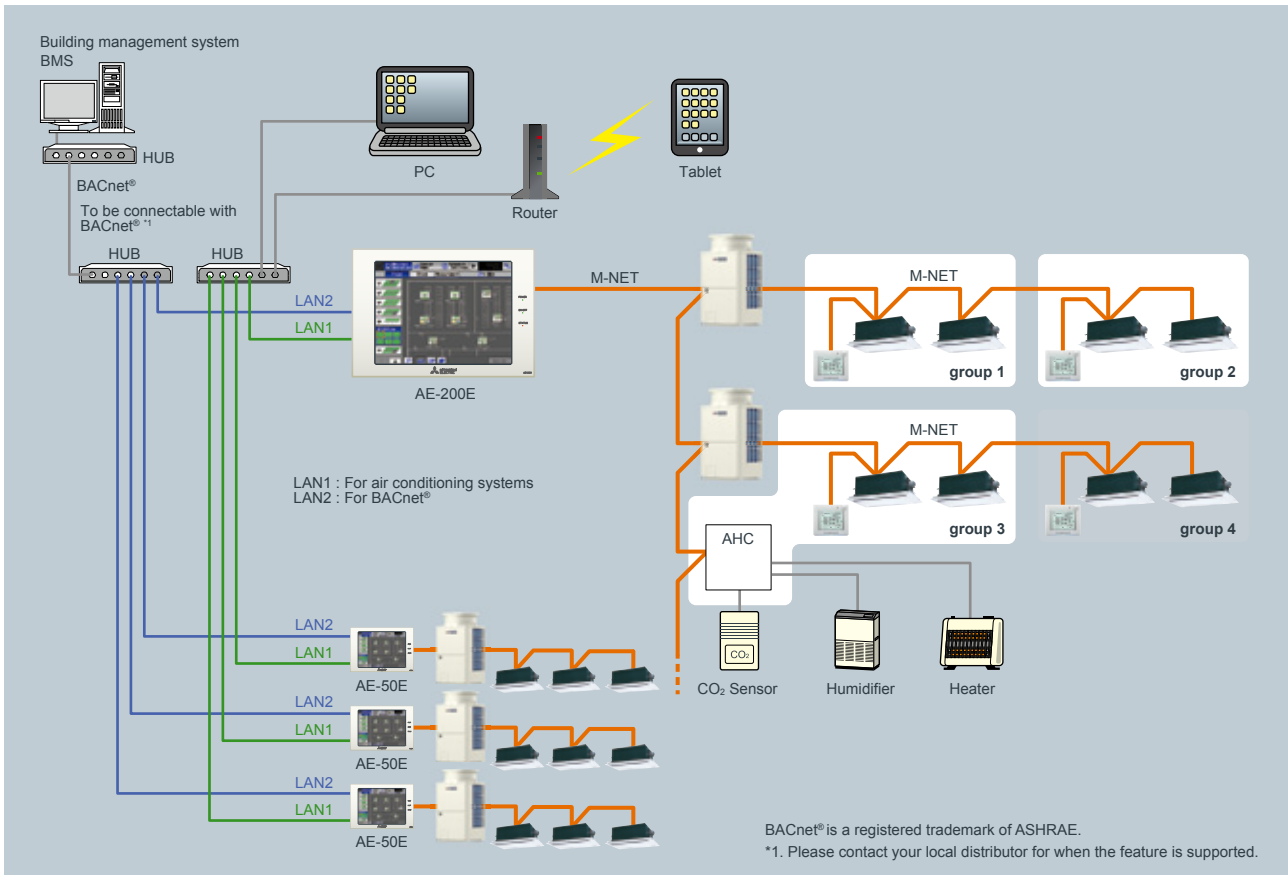 Building management system
BMS
HUB
BACnet®
To be connectable with
BACnet® *1
HUB
HUB
PC
Router
Tablet
LAN2
LAN1
AE-200E
M-NET
M-NET
group 1
group 2
M-NET
group 3
group 4
LAN1 : For air conditioning systems
LAN2 : For BACnet®
AHC
CO₂
CO₂ Sensor
Humidifier
Heater
LAN2
LAN1
AE-50E
LAN2
LAN1
AE-50E
LAN2
LAN1
AE-50E
BACnet® is a registered trademark of ASHRAE.
*1. Please contact your local distributor for when the feature is supported.